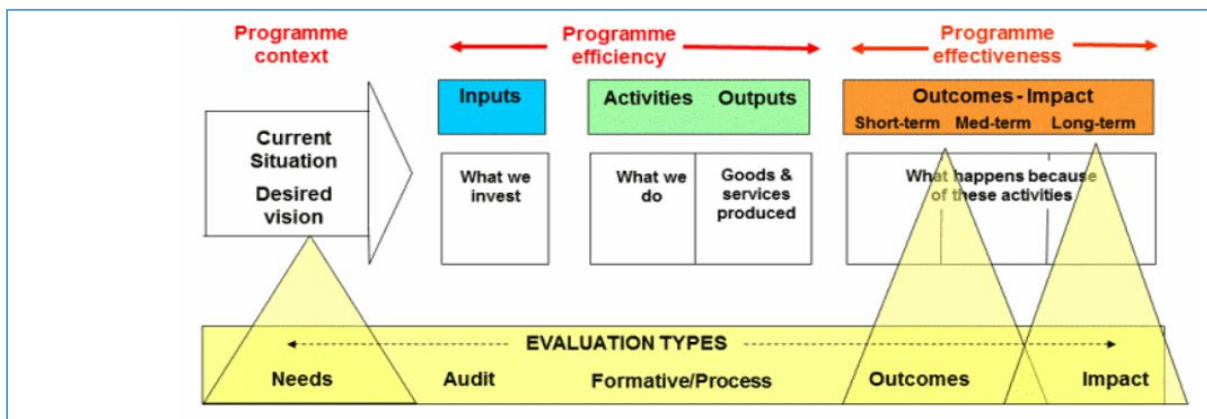 Programme
context
Programme
efficiency
Programme
effectiveness
Inputs
Activities Outputs
Outcomes - Impact
Short-term Med-term Long-term
Current
Situation
Desired
vision
What we
invest
What we
do
Goods &
services
produced
What happens because
of these activities
EVALUATION TYPES
Needs Audit Formative/Process Outcomes Impact